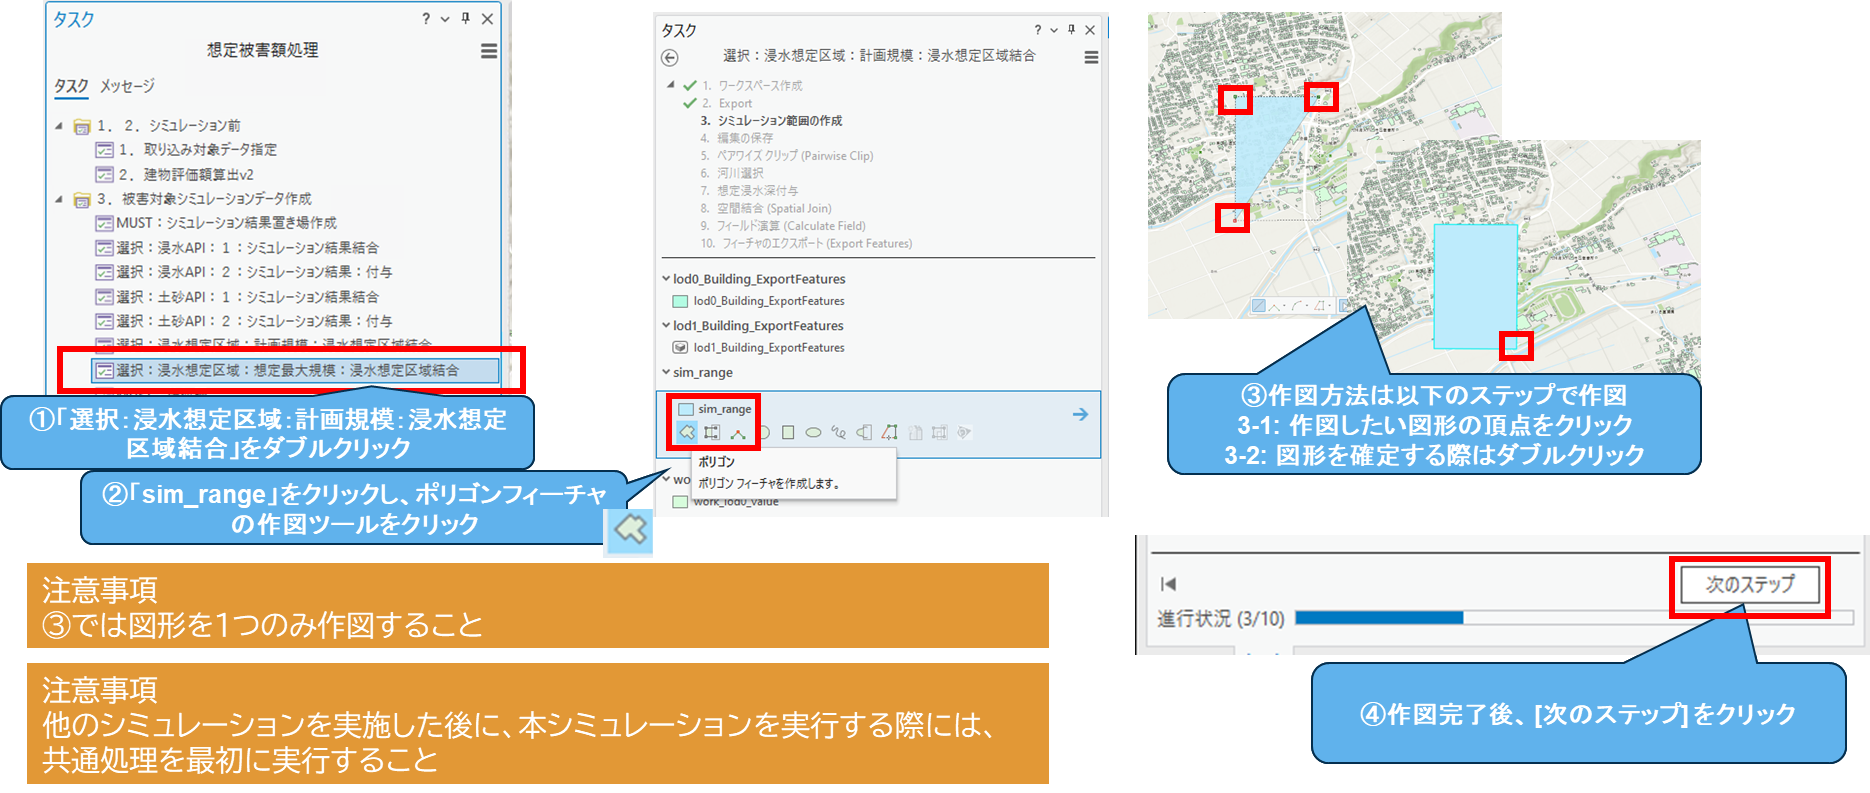 タスク
想定被害額処理
タスク メッセージ
1．2．シミュレーション前
1．取り込み対象データ指定
2．建物評価額算出v2
3．被害対象シミュレーションデータ作成
MUST：シミュレーション結果置き場作成
選択：浸水API：1：シミュレーション結果結合
選択：浸水API：2：シミュレーション結果：付与
選択：土砂API：1：シミュレーション結果結合
選択：土砂API：2：シミュレーション結果：付与
選択：浸水想定区域：計画規模：浸水想定区域結合
選択：浸水想定区域：想定最大規模：浸水想定区域結合
①「選択：浸水想定区域：計画規模：浸水想定
区域結合」をダブルクリック
②「sim_range」をクリックし、ポリゴンフィーチャ
の作図ツールをクリック
タスク
選択：浸水想定区域：計画規模：浸水想定区域結合
1. ワークスペース作成
2. Export
3. シミュレーション範囲の作成
4. 編集の保存
5. ペアワイズ クリップ (Pairwise Clip)
6. 河川選択
7. 想定浸水深付与
8. 空間結合 (Spatial Join)
9. フィールド演算 (Calculate Field)
10. フィーチャのエクスポート (Export Features)
lod0_Building_ExportFeatures
lod0_Building_ExportFeatures
lod1_Building_ExportFeatures
lod1_Building_ExportFeatures
sim_range
sim_range
ポリゴン
ポリゴン フィーチャを作成します。
wo
work_lod0_value
③作図方法は以下のステップで作図
3-1: 作図したい図形の頂点をクリック
3-2: 図形を確定する際はダブルクリック
次のステップ
進行状況 (3/10)
④作図完了後、[次のステップ]をクリック
注意事項
③では図形を1つのみ作図すること
注意事項
他のシミュレーションを実施した後に、本シミュレーションを実行する際には、
共通処理を最初に実行すること